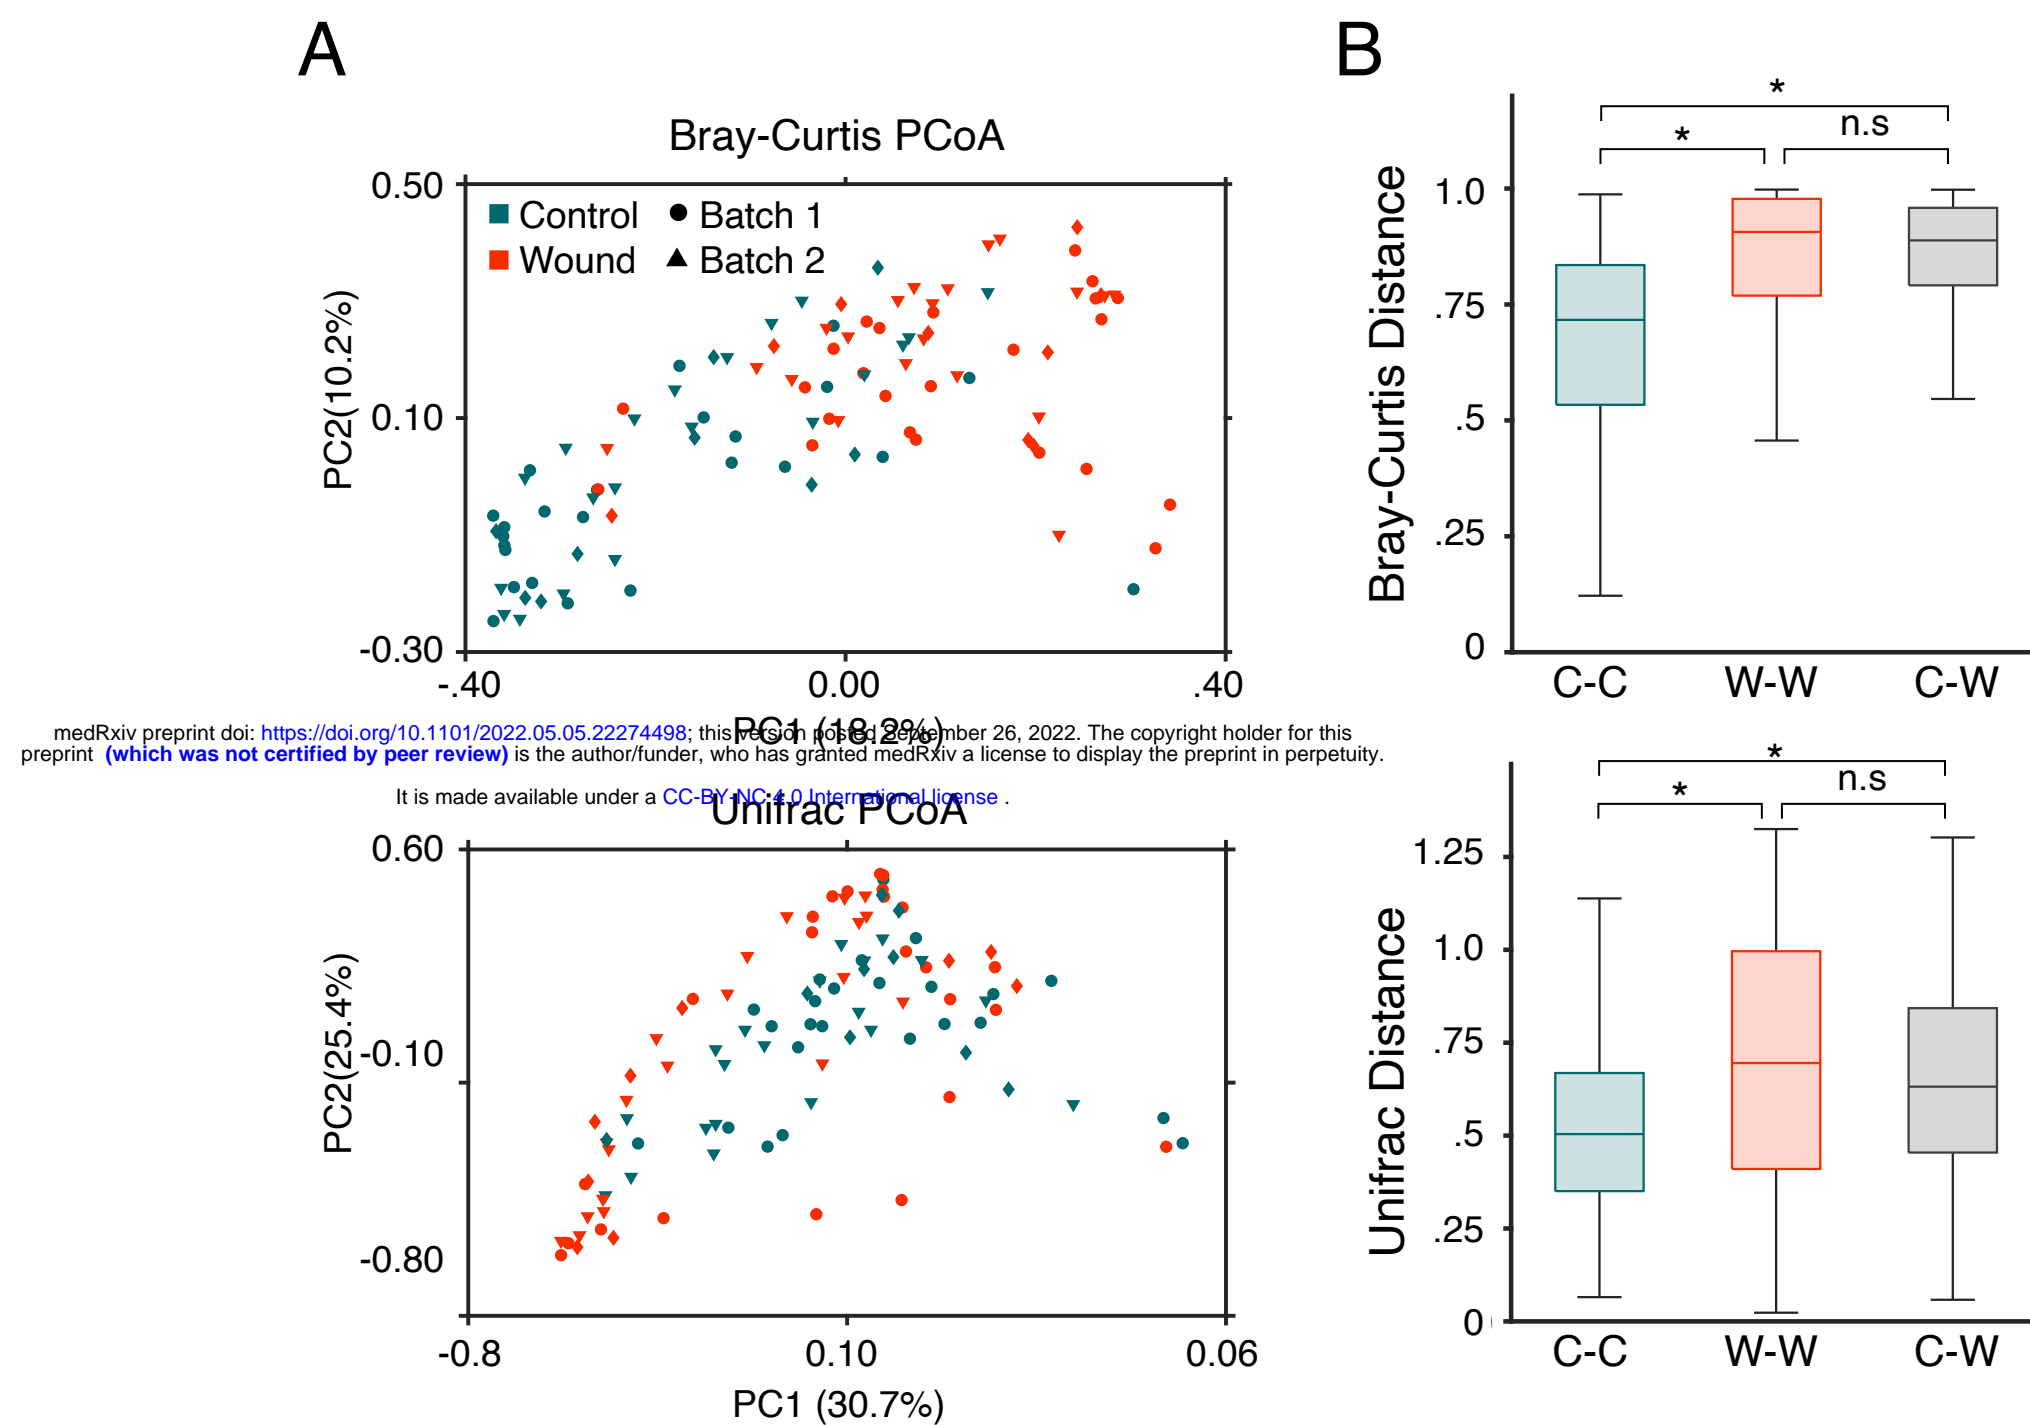 A
B
Bray-Curtis PCoA
0.50
0.10
-0.30
PC2(10.2%)
Control
Batch 1
Wound
Batch 2
-.40
0.00
.40
PC1 (18.2%)
*
*
n.s
Bray-Curtis Distance
1.0
.75
.5
.25
0
C-C
W-W
C-W
medRxiv preprint doi: https://doi.org/10.1101/2022.05.05.22274498; this version posted September 26, 2022. The copyright holder for this
preprint (which was not certified by peer review) is the author/funder, who has granted medRxiv a license to display the preprint in perpetuity.
It is made available under a CC-BY-NC 4.0 International license .
Unifrac PCoA
0.60
-0.10
-0.80
PC2(25.4%)
-0.8
0.10
0.06
PC1 (30.7%)
*
*
n.s
Unifrac Distance
1.25
1.0
.75
.5
.25
0
C-C
W-W
C-W